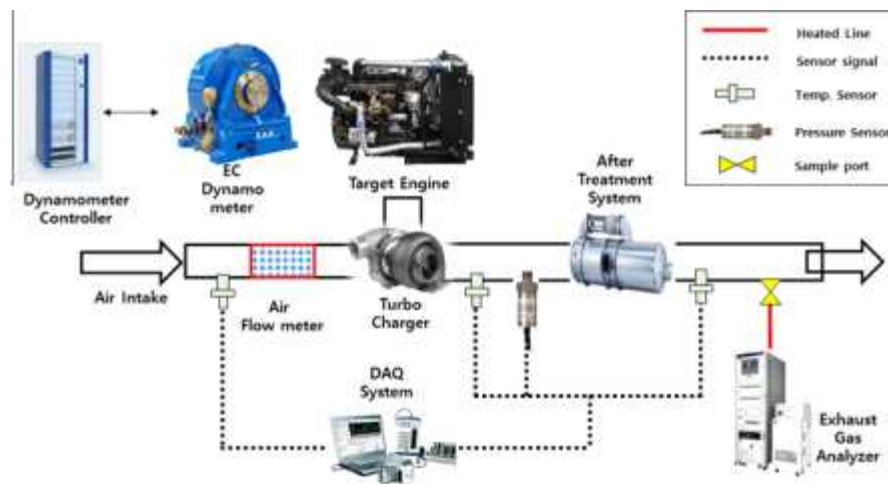 Heated Line
Sensor signal
Temp. Sensor
Pressure Sensor
Sample port
Dynamometer
Controller
EC
Dynamo
meter
Target Engine
After
Treatment
System
Air Intake
Air
Flow meter
Turbo
Charger
DAQ
System
Exhaust
Gas
Analyzer